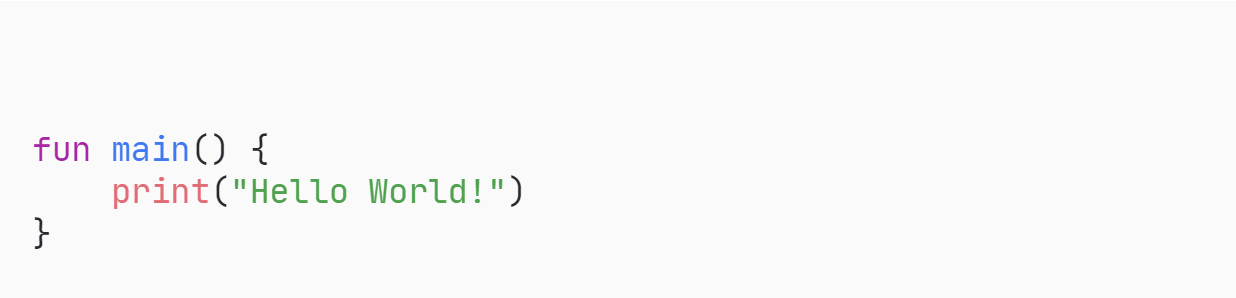 fun main() {
    print("Hello World!")
}